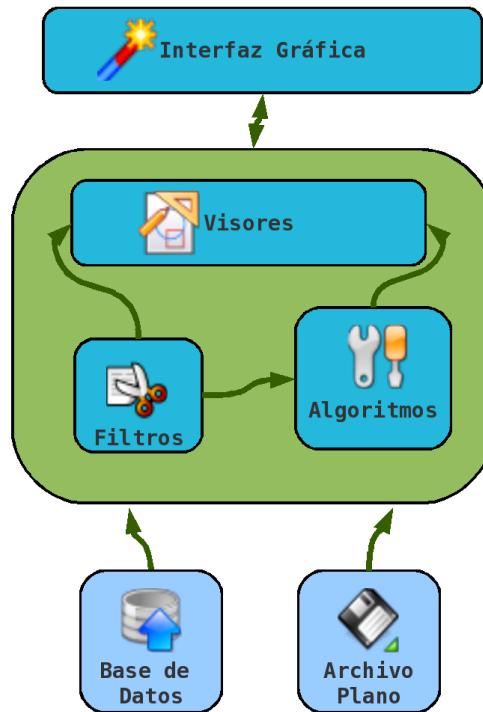 Interfaz Gráfica
Visores
Filtros
Algoritmos
Base de
Datos
Archivo
Plano